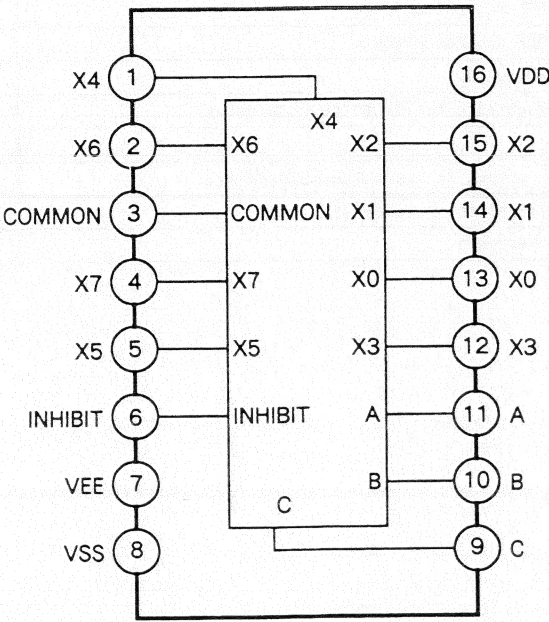 X4 1 16 VDD
X4
X6 2 X6 X2 15 X2
COMMON 3 COMMON X1 14 X1
X7 4 X7 X0 13 X0
X5 5 X5 X3 12 X3
INHIBIT 6 INHIBIT A 11 A
VEE 7 B 10 B
C
VSS 8 9 C